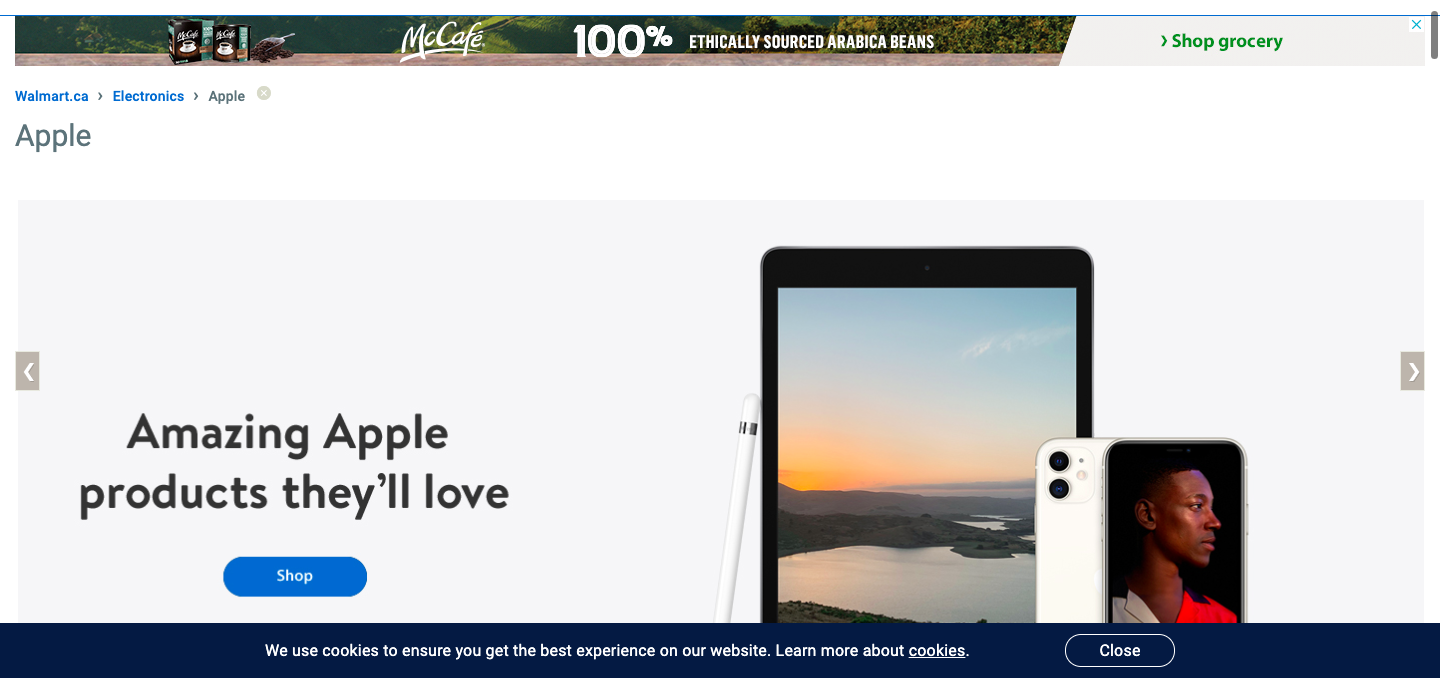 McCafé
100%
ETHICALLY SOURCED ARABICA BEANS
Shop grocery
Walmart.ca › Electronics › Apple
Apple
Amazing Apple
products they’ll love
Shop
We use cookies to ensure you get the best experience on our website. Learn more about cookies.
Close